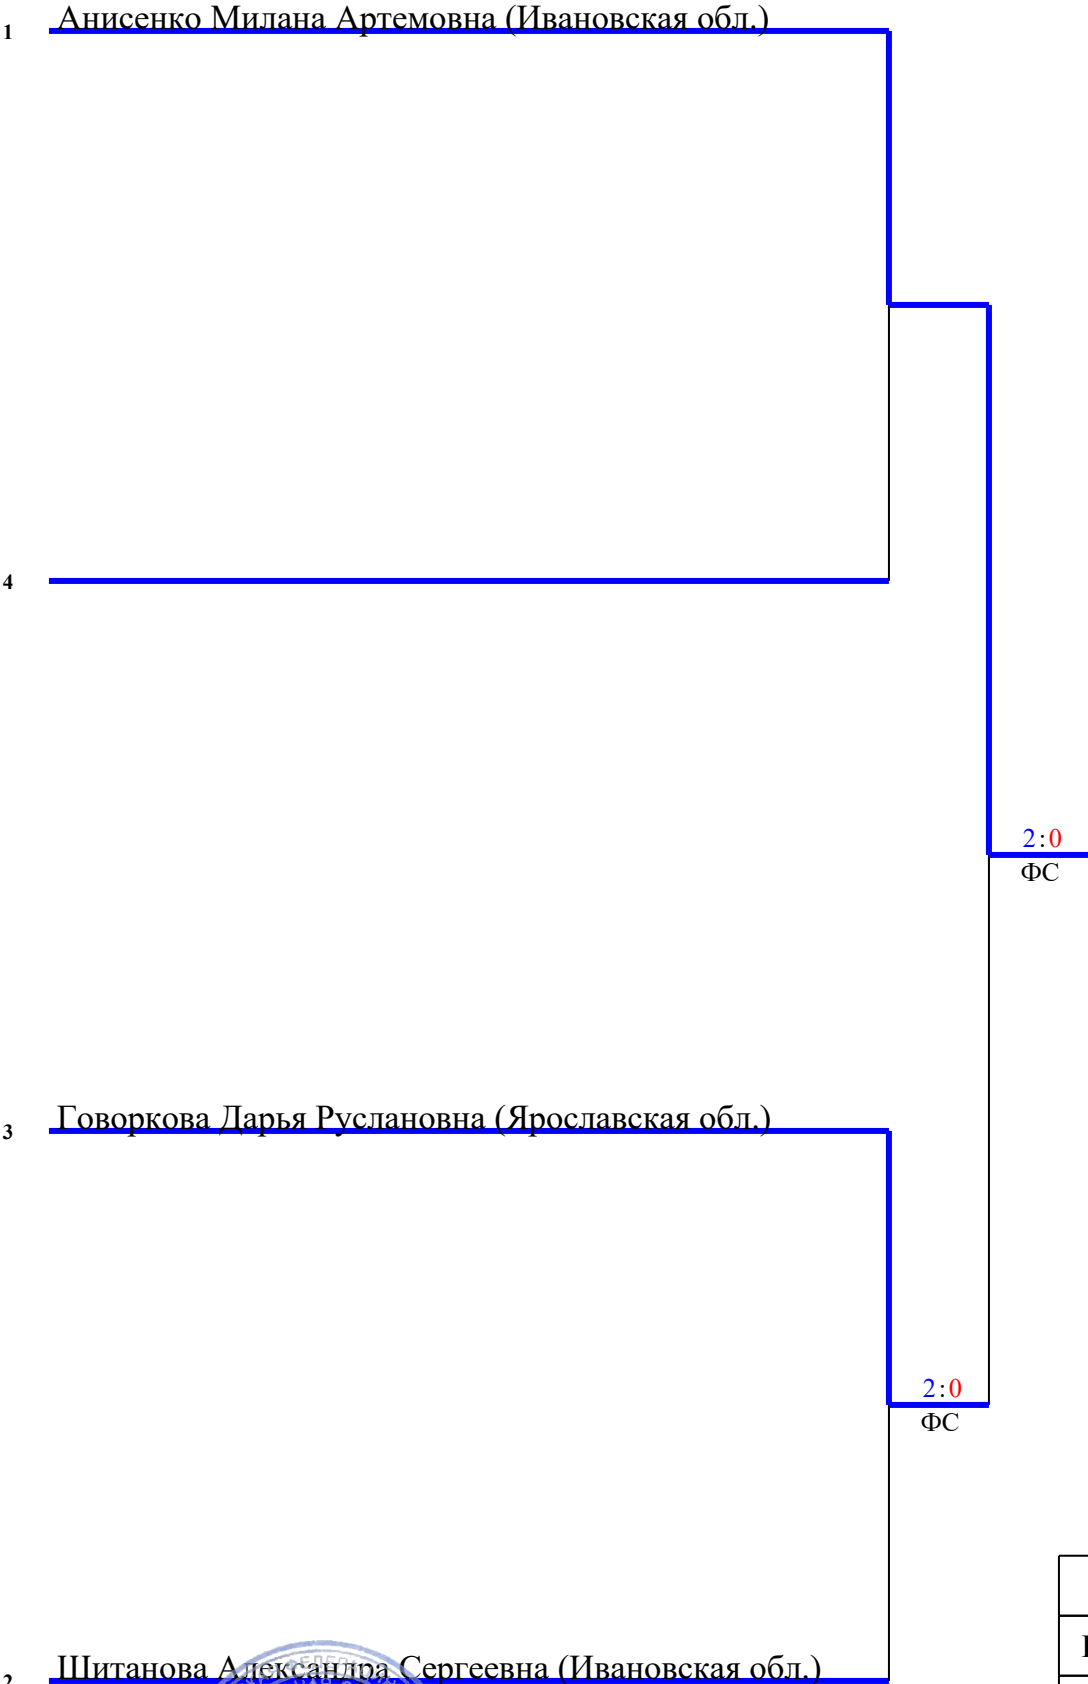 1 Анисенко Милана Артемовна (Ивановская обл.)
4
2:0
ФС
3 Говоркова Дарья Руслановна (Ярославская обл.)
2:0
ФС
2 Шитанова Александра Сергеевна (Ивановская обл.)